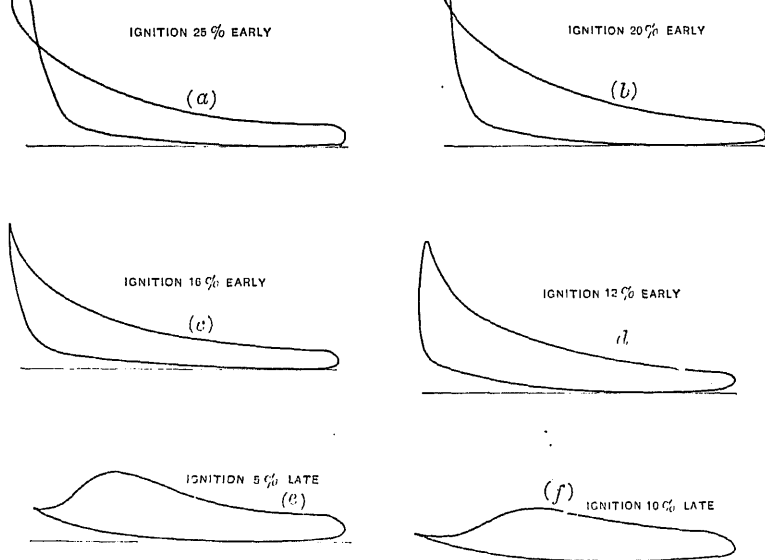 IGNITION 25 % EARLY
(a)
IGNITION 20 % EARLY
(b)
IGNITION 16 % EARLY
(c)
IGNITION 12 % EARLY
d
IGNITION 5 % LATE
(e)
(f)
IGNITION 10 % LATE